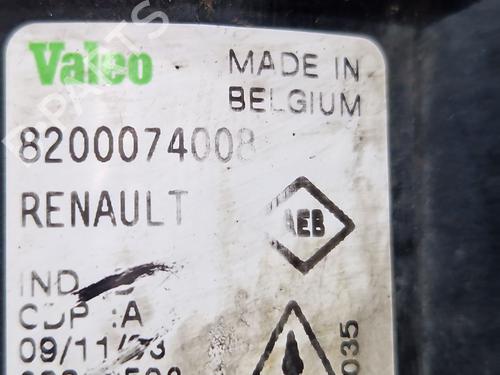 Valeo
MADE IN
BELGIUM
8200074008
RENAULT
AEB
IND
CDP :A
035